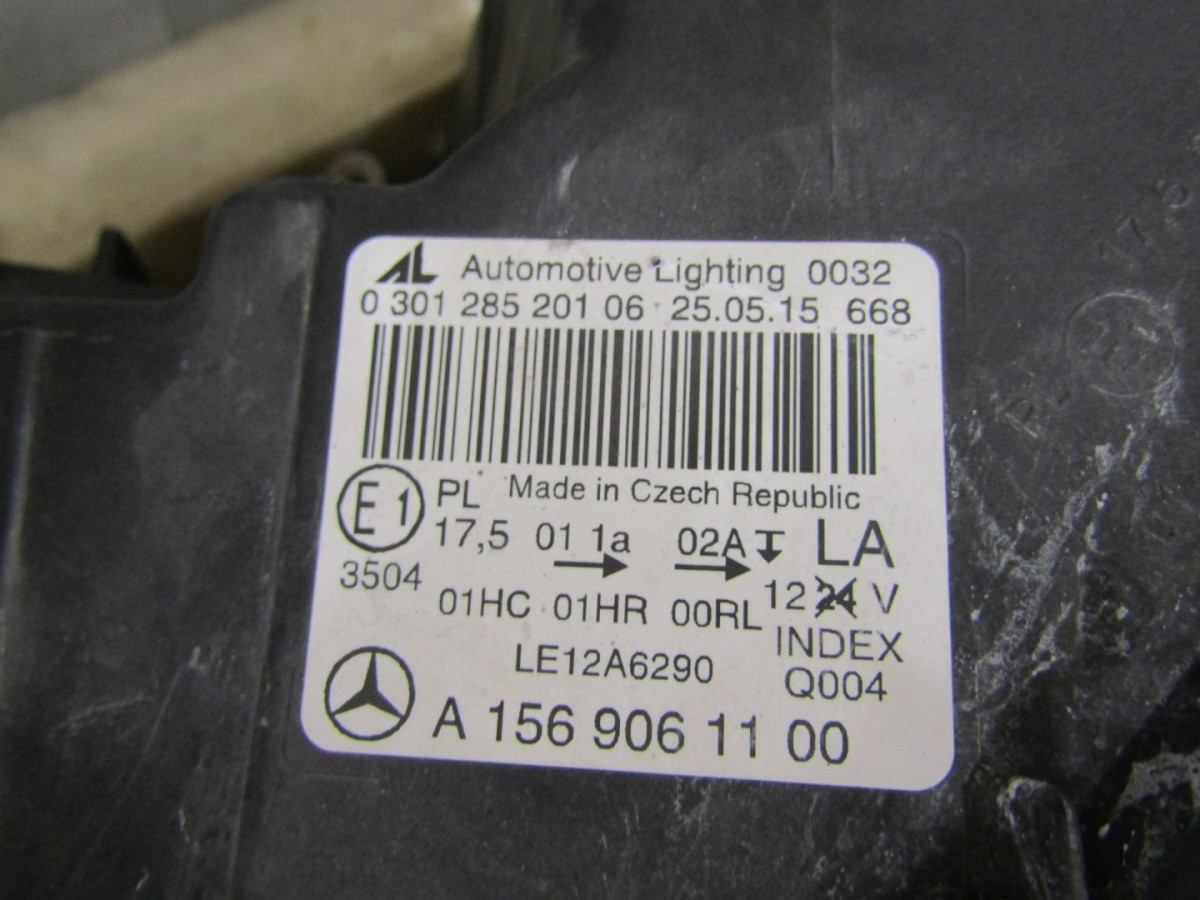 AL Automotive Lighting 0032
0 301 285 201 06 25.05.15 668
E1 PL Made in Czech Republic
17,5 01 1a 02A LA
3504
01HC 01HR 00RL 12 24 V
INDEX
LE12A6290 Q004
A 156 906 11 00